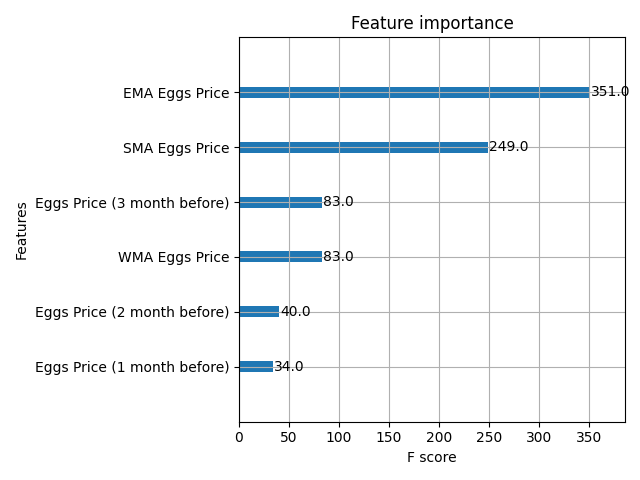 Feature importance
Features
EMA Eggs Price
351.0
SMA Eggs Price
249.0
Eggs Price (3 month before)
83.0
WMA Eggs Price
83.0
Eggs Price (2 month before)
40.0
Eggs Price (1 month before)
34.0
0 50 100 150 200 250 300 350
F score